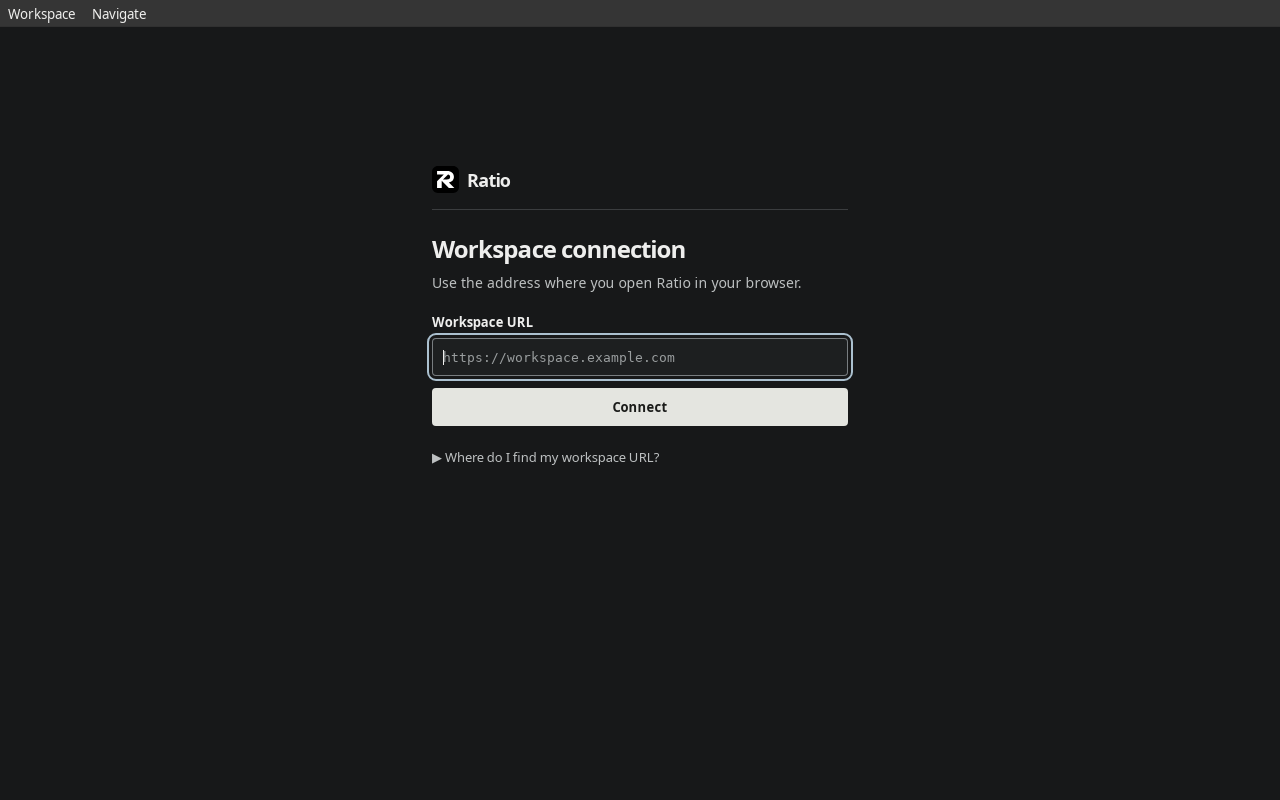 Workspace Navigate
Ratio
Workspace connection
Use the address where you open Ratio in your browser.
Workspace URL
https://workspace.example.com
Connect
▶ Where do I find my workspace URL?